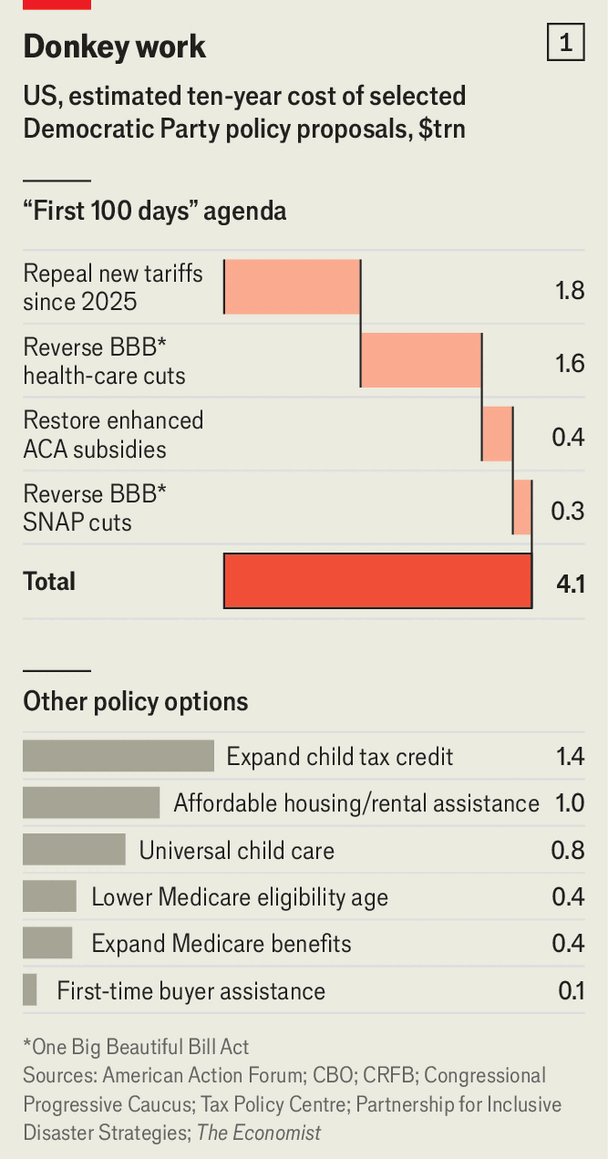 Donkey work
1
US, estimated ten-year cost of selected
Democratic Party policy proposals, $trn
“First 100 days” agenda
Repeal new tariffs
since 2025
1.8
Reverse BBB*
health-care cuts
1.6
Restore enhanced
ACA subsidies
0.4
Reverse BBB*
SNAP cuts
0.3
Total
4.1
Other policy options
Expand child tax credit 1.4
Affordable housing/rental assistance 1.0
Universal child care 0.8
Lower Medicare eligibility age 0.4
Expand Medicare benefits 0.4
First-time buyer assistance 0.1
*One Big Beautiful Bill Act
Sources: American Action Forum; CBO; CRFB; Congressional
Progressive Caucus; Tax Policy Centre; Partnership for Inclusive
Disaster Strategies; The Economist